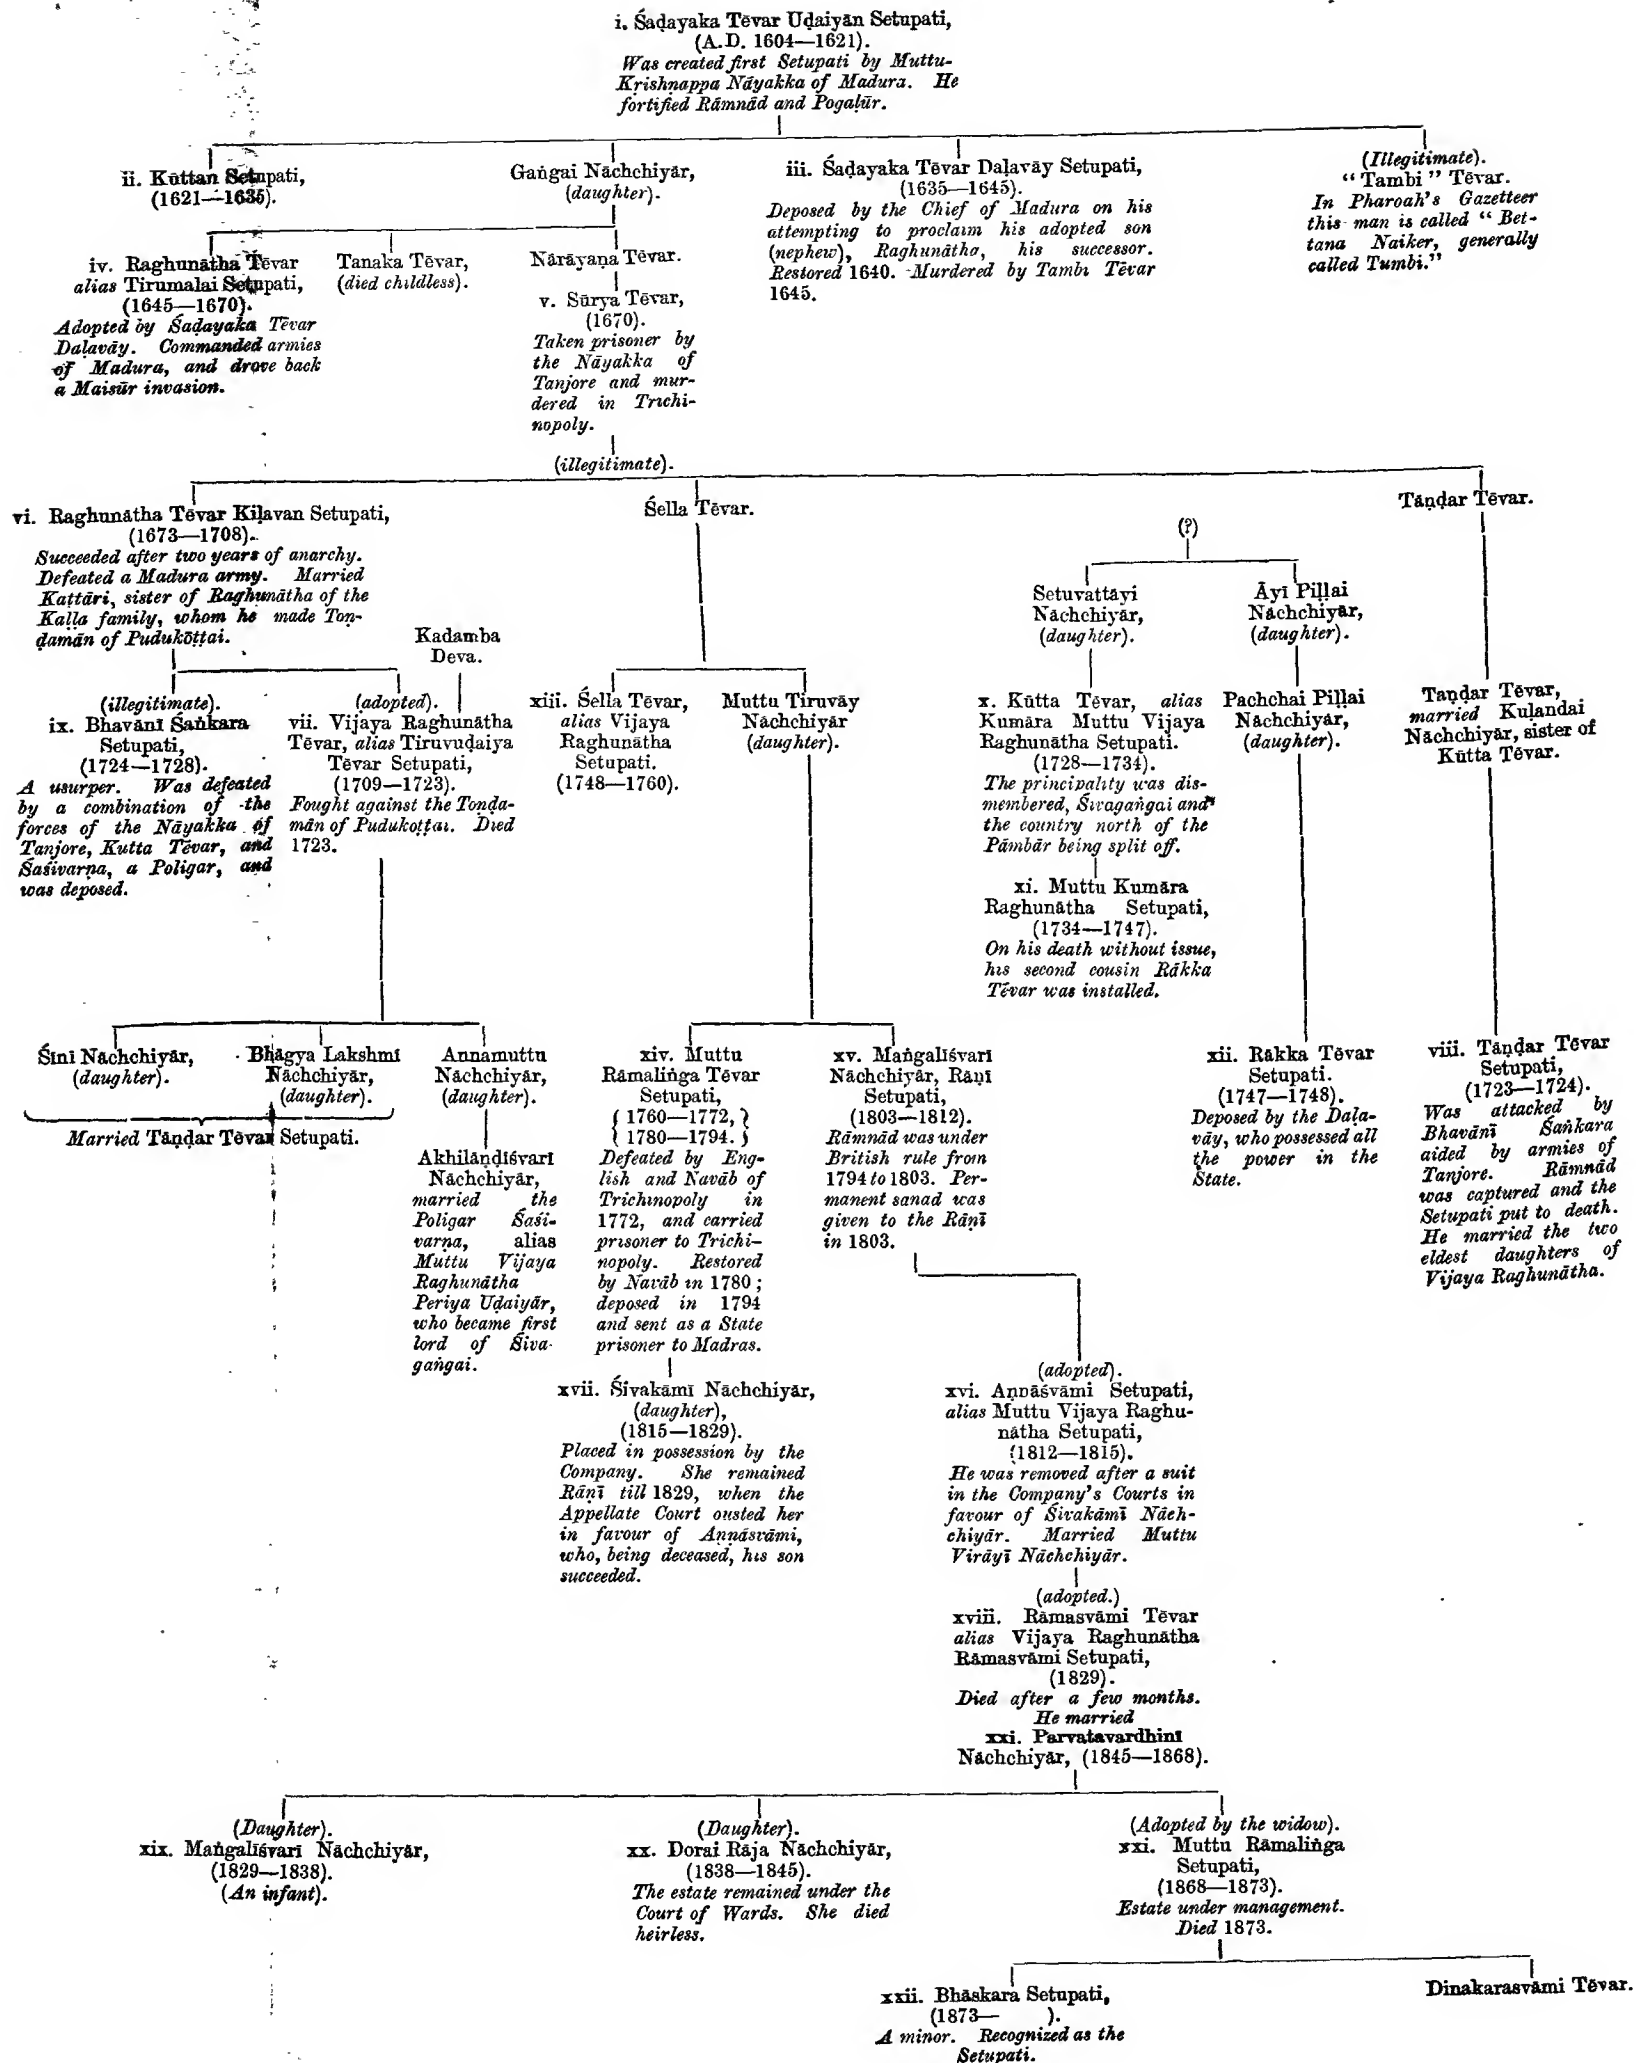 i. Śaḍayaka Tēvar Uḍaiyān Setupati,
(A.D. 1604—1621).
Was created first Setupati by Muttu-
Kṛishṇappa Nāyakka of Madura. He
fortified Rāmnād and Pogaḷūr.
ii. Kūttan Setupati,
(1621—1635).
Gaṅgai Nāchchiyār,
(daughter).
iii. Śaḍayaka Tēvar Daḷavāy Setupati,
(1635—1645).
Deposed by the Chief of Madura on his
attempting to proclaim his adopted son
(nephew), Raghunātha, his successor.
Restored 1640. Murdered by Tambi Tēvar
1645.
(Illegitimate).
“Tambi” Tēvar.
In Pharoah's Gazetteer
this man is called “Bet-
tana Naiker, generally
called Tumbi.”
iv. Raghunātha Tēvar
alias Tirumalai Setupati,
(1645—1670).
Adopted by Śaḍayaka Tēvar
Daḷavāy. Commanded armies
of Madura, and drove back
a Maisūr invasion.
Tanaka Tēvar,
(died childless).
Nārāyaṇa Tēvar.
v. Sūrya Tēvar,
(1670).
Taken prisoner by
the Nāyakka of
Tanjore and mur-
dered in Trichi-
nopoly.
(illegitimate).
vi. Raghunātha Tēvar Kiḷavan Setupati,
(1673—1708).
Succeeded after two years of anarchy.
Defeated a Madura army. Married
Kaṭṭāri, sister of Raghunātha of the
Kaḷḷa family, whom he made Toṇ-
ḍamān of Pudukōṭṭai.
Śella Tēvar.
Tāṇḍar Tēvar.
(?)
Setuvattāyi
Nāchchiyār,
(daughter).
Āyī Piḷḷai
Nāchchiyār,
(daughter).
Kadamba
Deva.
(illegitimate).
ix. Bhavānī Śaṅkara
Setupati,
(1724—1728).
A usurper. Was defeated
by a combination of the
forces of the Nāyakka of
Tanjore, Kutta Tēvar, and
Śaśivarṇa, a Poligar, and
was deposed.
(adopted).
vii. Vijaya Raghunātha
Tēvar, alias Tiruvuḍaiya
Tēvar Setupati,
(1709—1723).
Fought against the Toṇḍa-
mān of Pudukoṭṭai. Died
1723.
xiii. Śella Tēvar,
alias Vijaya
Raghunātha
Setupati.
(1748—1760).
Muttu Tiruvāy
Nāchchiyār
(daughter).
x. Kūtta Tēvar, alias
Kumāra Muttu Vijaya
Raghunātha Setupati.
(1728—1734).
The principality was dis-
membered, Śivagaṅgai and
the country north of the
Pāmbār being split off.
Pachchai Piḷḷai
Nāchchiyār,
(daughter).
Taṇḍar Tēvar,
married Kulandai
Nāchchiyār, sister of
Kūtta Tēvar.
xi. Muttu Kumāra
Raghunātha Setupati,
(1734—1747).
On his death without issue,
his second cousin Rākka
Tēvar was installed.
Śīnī Nāchchiyār,
(daughter).
Bhāgya Lakshmī
Nāchchiyār,
(daughter).
Married Tāṇḍar Tēvar Setupati.
Annamuttu
Nāchchiyār,
(daughter).
Akhilāṇḍīśvarī
Nāchchiyār,
married the
Poligar Śaśi-
varṇa, alias
Muttu Vijaya
Raghunātha
Periya Uḍaiyār,
who became first
lord of Śiva-
gaṅgai.
xiv. Muttu
Rāmaliṅga Tēvar
Setupati,
{ 1760—1772, }
{ 1780—1794. }
Defeated by Eng-
lish and Navāb of
Trichinopoly in
1772, and carried
prisoner to Trichi-
nopoly. Restored
by Navāb in 1780;
deposed in 1794
and sent as a State
prisoner to Madras.
xv. Maṅgalīśvarī
Nāchchiyār, Rāṇī
Setupati,
(1803—1812).
Rāmnād was under
British rule from
1794 to 1803. Per-
manent sanad was
given to the Rāṇī
in 1803.
xii. Rākka Tēvar
Setupati.
(1747—1748).
Deposed by the Daḷa-
vāy, who possessed all
the power in the
State.
viii. Tāṇḍar Tēvar
Setupati,
(1723—1724).
Was attacked by
Bhavānī Śaṅkara
aided by armies of
Tanjore. Rāmnād
was captured and the
Setupati put to death.
He married the two
eldest daughters of
Vijaya Raghunātha.
xvii. Śivakāmī Nāchchiyār,
(daughter),
(1815—1829).
Placed in possession by the
Company. She remained
Rāṇī till 1829, when the
Appellate Court ousted her
in favour of Aṇṇāsvāmi,
who, being deceased, his son
succeeded.
(adopted).
xvi. Aṇṇāśvāmi Setupati,
alias Muttu Vijaya Raghu-
nātha Setupati,
(1812—1815).
He was removed after a suit
in the Company's Courts in
favour of Śivakāmī Nāch-
chiyār. Married Muttu
Virāyī Nāchchiyār.
(adopted.)
xviii. Rāmasvāmi Tēvar
alias Vijaya Raghunātha
Rāmasvāmi Setupati,
(1829).
Died after a few months.
He married
xxi. Parvatavardhinī
Nāchchiyār, (1845—1868).
(Daughter).
xix. Maṅgalīśvarī Nāchchiyār,
(1829—1838).
(An infant).
(Daughter).
xx. Dorai Rāja Nāchchiyār,
(1838—1845).
The estate remained under the
Court of Wards. She died
heirless.
(Adopted by the widow).
xxi. Muttu Rāmaliṅga
Setupati,
(1868—1873).
Estate under management.
Died 1873.
xxii. Bhāskara Setupati,
(1873— ).
A minor. Recognized as the
Setupati.
Dinakarasvāmi Tēvar.